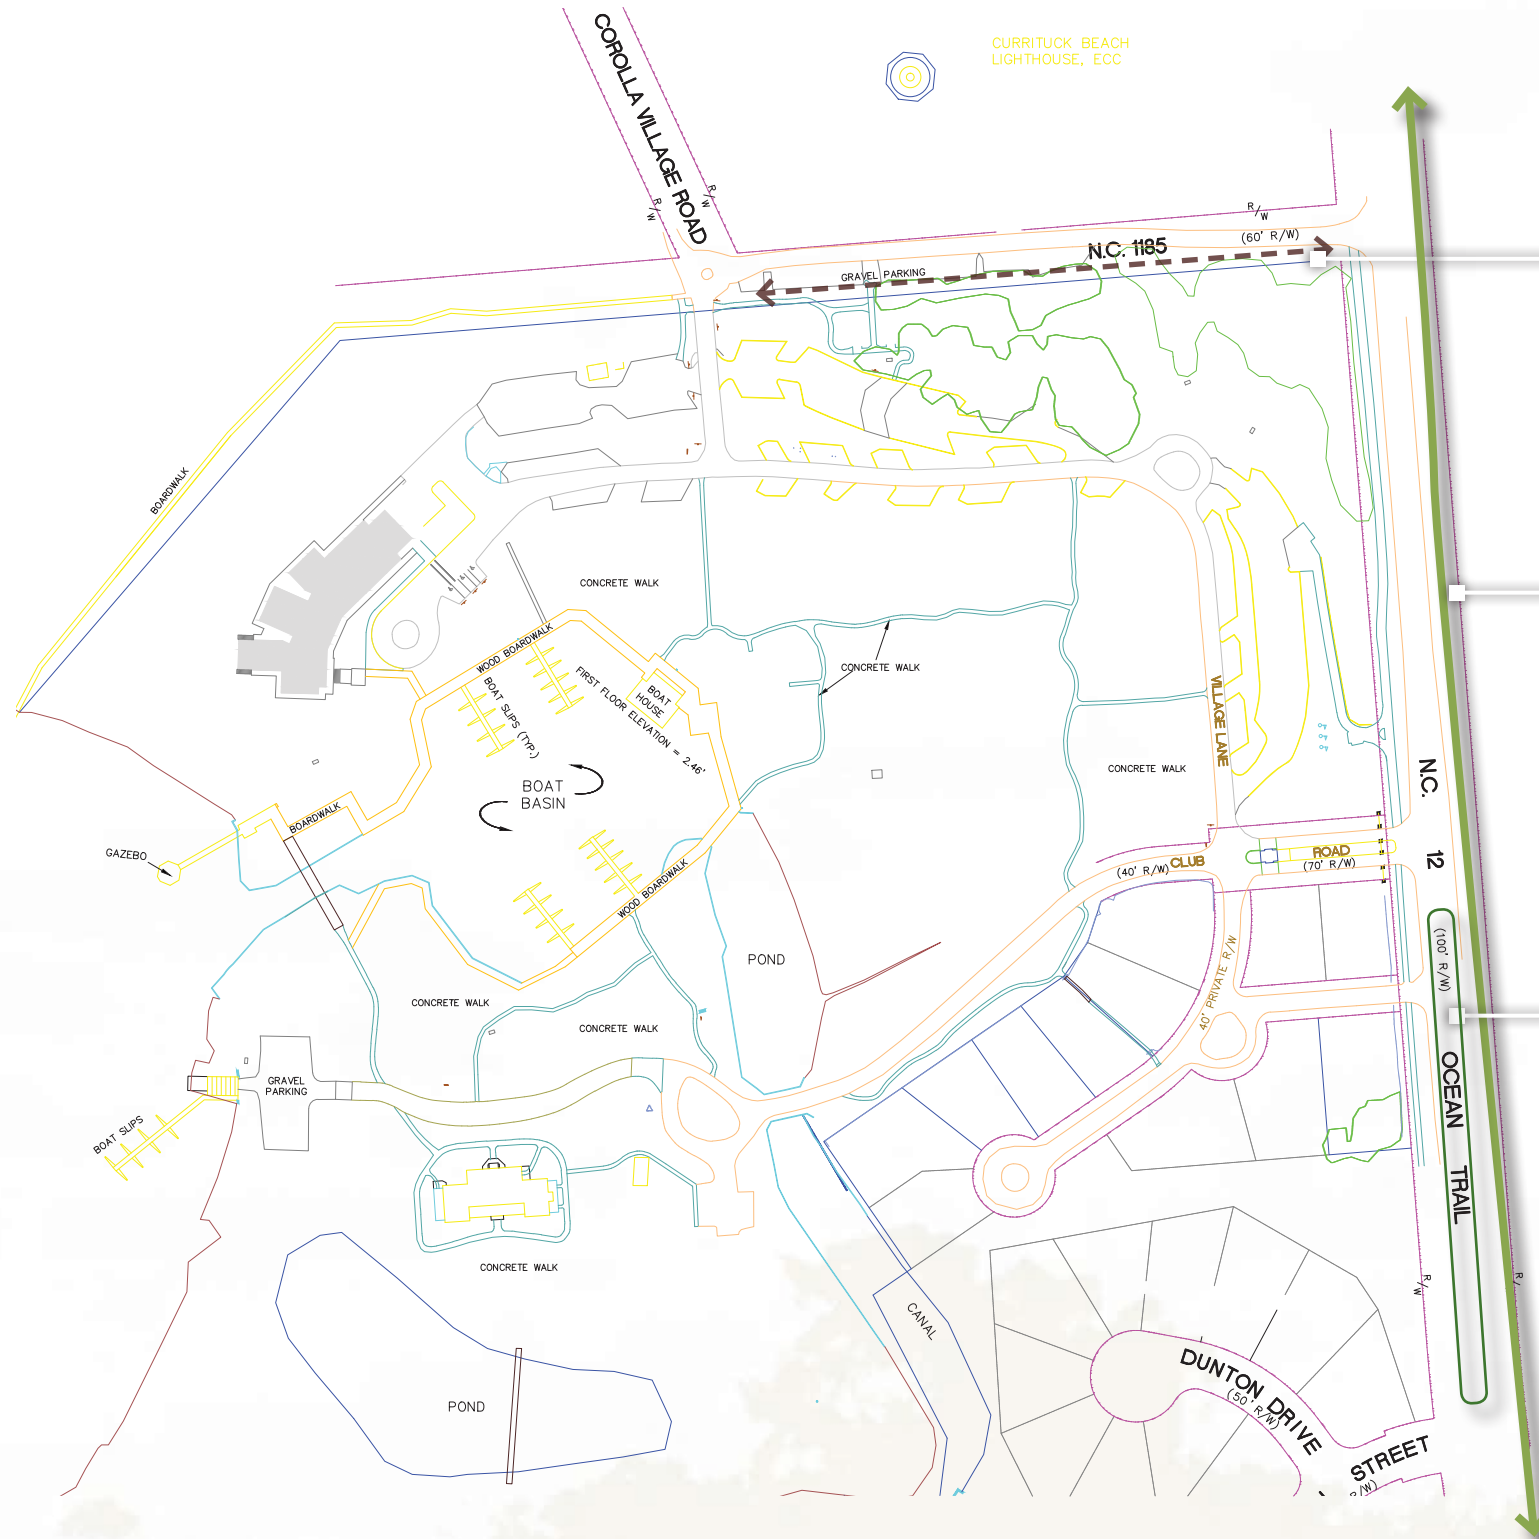 CURRITUCK BEACH
LIGHTHOUSE, ECC
COROLLA VILLAGE ROAD
R/W
R/W
R/W
(60' R/W)
N.C. 1185
GRAVEL PARKING
BOARDWALK
CONCRETE WALK
WOOD BOARDWALK
CONCRETE WALK
BOAT
HOUSE
FIRST FLOOR ELEVATION = 2.46'
BOAT SLIPS (TYP.)
VILLAGE LANE
CONCRETE WALK
N.C.
12
BOAT
BASIN
BOARDWALK
GAZEBO
CLUB
ROAD
(40' R/W)
(70' R/W)
WOOD BOARDWALK
POND
(100' R/W)
40' PRIVATE R/W
CONCRETE WALK
CONCRETE WALK
GRAVEL
PARKING
BOAT SLIPS
OCEAN
TRAIL
CONCRETE WALK
CANAL
R/W
R/
DUNTON DRIVE
(50' R/W)
POND
STREET
R/W)